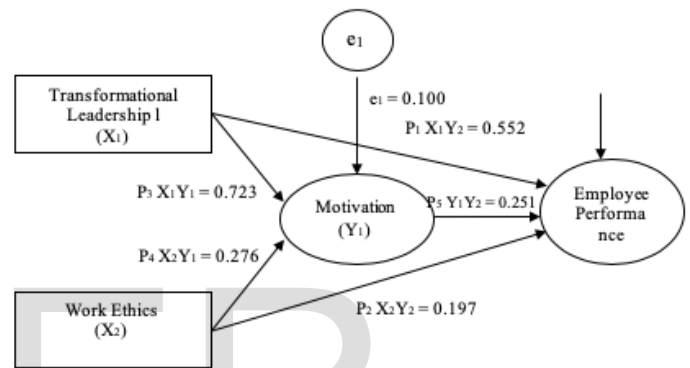 e1
Transformational
Leadership l
(X1)
e1 = 0.100
P1 X1Y2 = 0.552
P3 X1Y1 = 0.723
Motivation
(Y1)
P5 Y1Y2 = 0.251
Employee
Performa
nce
P4 X2Y1 = 0.276
Work Ethics
(X2)
P2 X2Y2 = 0.197